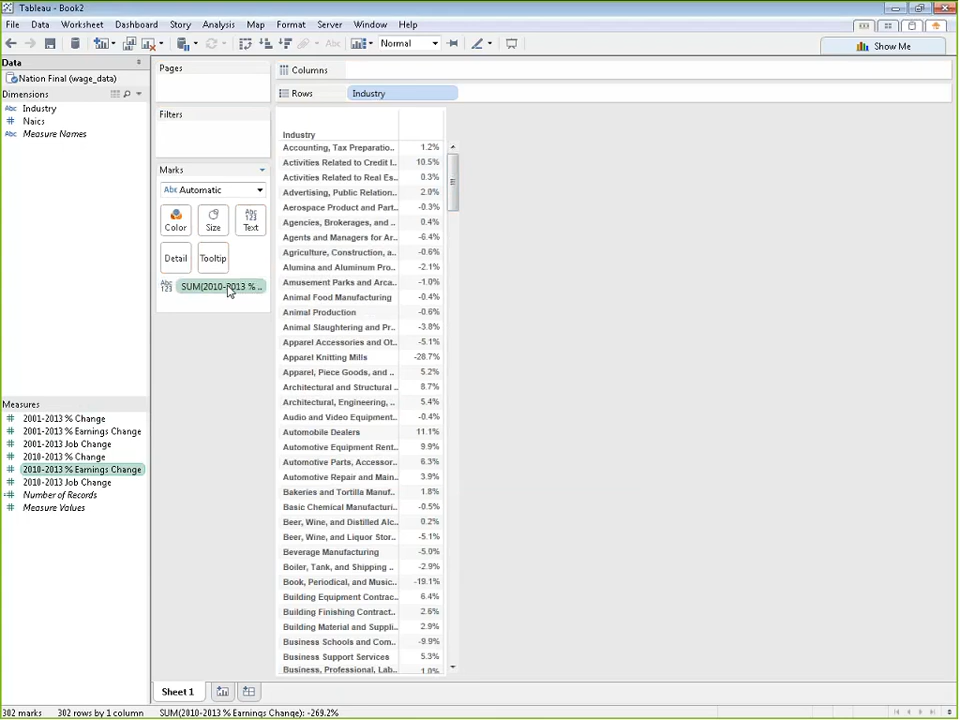 Tableau - Book2
File Data Worksheet Dashboard Story Analysis Map Format Server Window Help
Abc Normal
Show Me
Data
Nation Final (wage_data)
Dimensions
Abc Industry
# Naics
Abc Measure Names
Measures
# 2001-2013 % Change
# 2001-2013 % Earnings Change
# 2001-2013 Job Change
# 2010-2013 % Change
# 2010-2013 % Earnings Change
# 2010-2013 Job Change
# Number of Records
# Measure Values
Pages
Filters
Marks
Abc Automatic
Color Size Abc 123 Text
Detail Tooltip
Abc 123 SUM(2010-2013 % ..
Columns
Rows Industry
Industry
Accounting, Tax Preparatio.. 1.2%
Activities Related to Credit I.. 10.5%
Activities Related to Real Es.. 0.3%
Advertising, Public Relation.. 2.0%
Aerospace Product and Part.. -0.3%
Agencies, Brokerages, and .. 0.4%
Agents and Managers for Ar.. -6.4%
Agriculture, Construction, a.. -0.6%
Alumina and Aluminum Pro.. -2.1%
Amusement Parks and Arca.. -1.0%
Animal Food Manufacturing -0.4%
Animal Production -0.6%
Animal Slaughtering and Pr.. -3.8%
Apparel Accessories and Ot.. -5.1%
Apparel Knitting Mills -28.7%
Apparel, Piece Goods, and .. 5.2%
Architectural and Structural .. 8.7%
Architectural, Engineering, .. 5.4%
Audio and Video Equipment.. -0.4%
Automobile Dealers 11.1%
Automotive Equipment Rent.. 9.9%
Automotive Parts, Accessor.. 6.3%
Automotive Repair and Main.. 3.9%
Bakeries and Tortilla Manuf.. 1.8%
Basic Chemical Manufacturi.. -0.5%
Beer, Wine, and Distilled Alc.. 0.2%
Beer, Wine, and Liquor Stor.. -5.1%
Beverage Manufacturing -5.0%
Boiler, Tank, and Shipping .. -2.9%
Book, Periodical, and Music.. -19.1%
Building Equipment Contrac.. 6.4%
Building Finishing Contract.. 2.6%
Building Material and Suppli.. 2.9%
Business Schools and Com.. -9.9%
Business Support Services 5.3%
Business, Professional, Lab.. 1.0%
Sheet 1
302 marks 302 rows by 1 column SUM(2010-2013 % Earnings Change): -269.2%